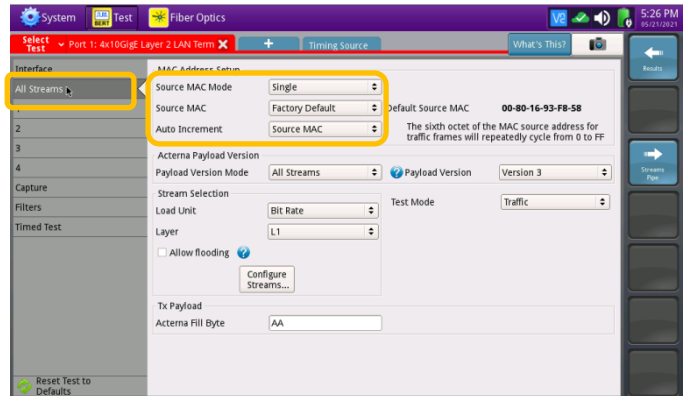 System
Test
Fiber Optics
V2
5:26 PM
05/21/2021
Select Test
Port 1: 4x10GigE Layer 2 LAN Term X
+
Timing Source
What's This?
Results
Interface
All Streams
2
3
4
Capture
Filters
Timed Test
Reset Test to
Defaults
MAC Address Setup
Source MAC Mode Single
Source MAC Factory Default Default Source MAC 00-80-16-93-F8-58
Auto Increment Source MAC The sixth octet of the MAC source address for
traffic frames will repeatedly cycle from 0 to FF
Acterna Payload Version
Payload Version Mode All Streams ? Payload Version Version 3
Stream Selection
Load Unit Bit Rate Test Mode Traffic
Layer L1
Allow flooding ?
Configure
Streams...
Tx Payload
Acterna Fill Byte AA
Streams
Pipe